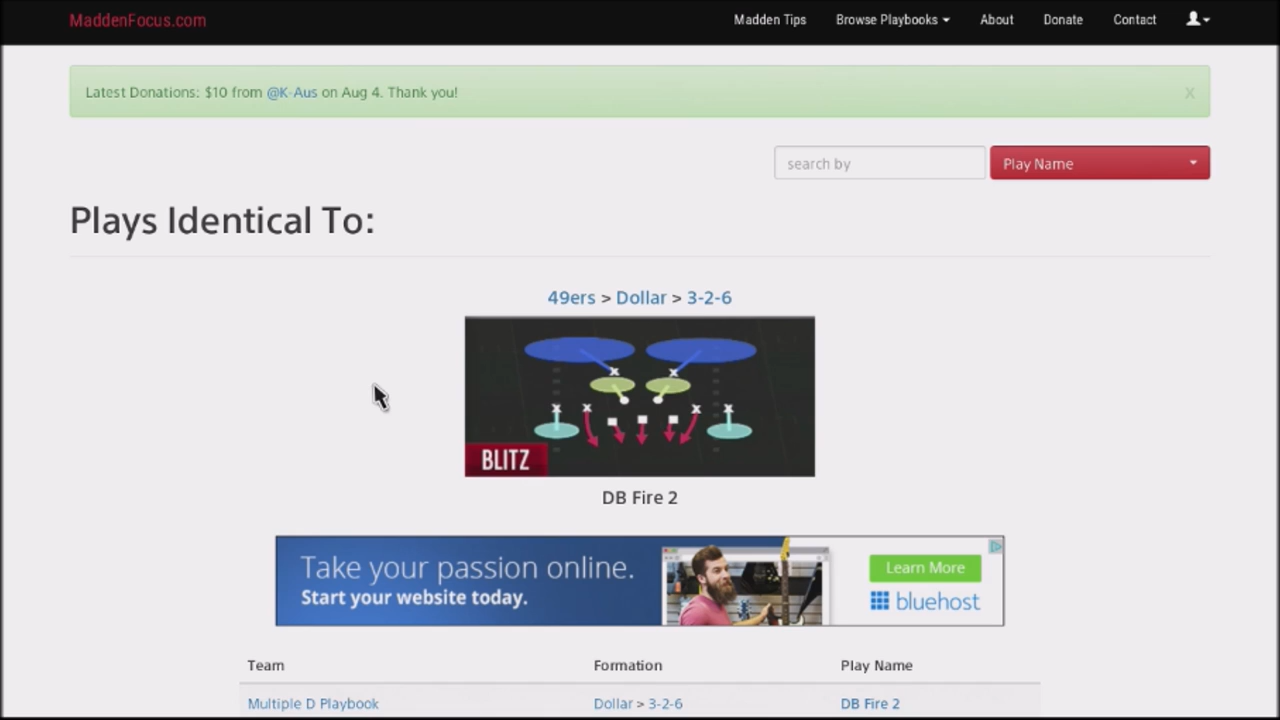 MaddenFocus.com
Madden Tips Browse Playbooks About Donate Contact
Latest Donations: $10 from @K-Aus on Aug 4. Thank you! x
search by Play Name
Plays Identical To:
49ers > Dollar > 3-2-6
BLITZ
DB Fire 2
Take your passion online.
Start your website today.
Learn More
bluehost
Team Formation Play Name
Multiple D Playbook Dollar > 3-2-6 DB Fire 2